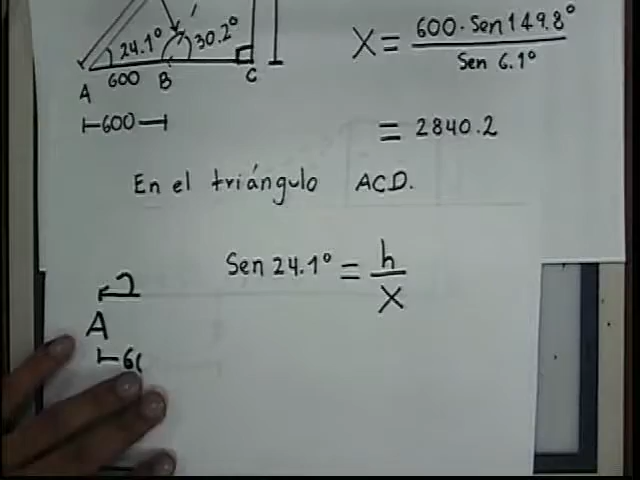 24.1° 30.2°
A 600 B C
600
X = 600 · Sen 149.8° / Sen 6.1°
= 2840.2
En el triángulo ACD.
Sen 24.1° = h / X
A